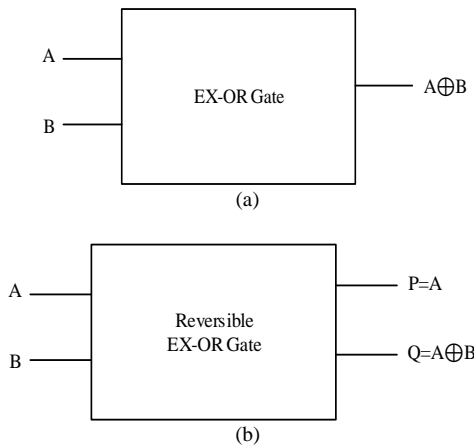 A
B
EX-OR Gate
A⊕B
(a)
A
B
Reversible
EX-OR Gate
P=A
Q=A⊕B
(b)